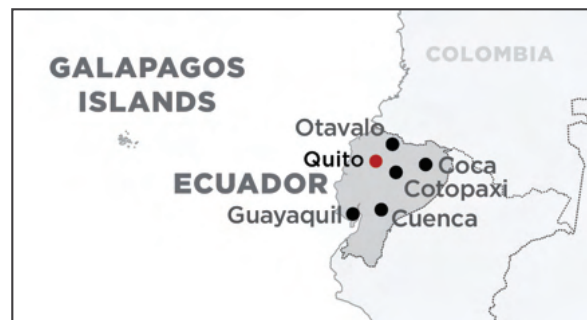 COLOMBIA
GALAPAGOS
ISLANDS
Otavalo
Quito
Coca
ECUADOR
Cotopaxi
Guayaquil
Cuenca